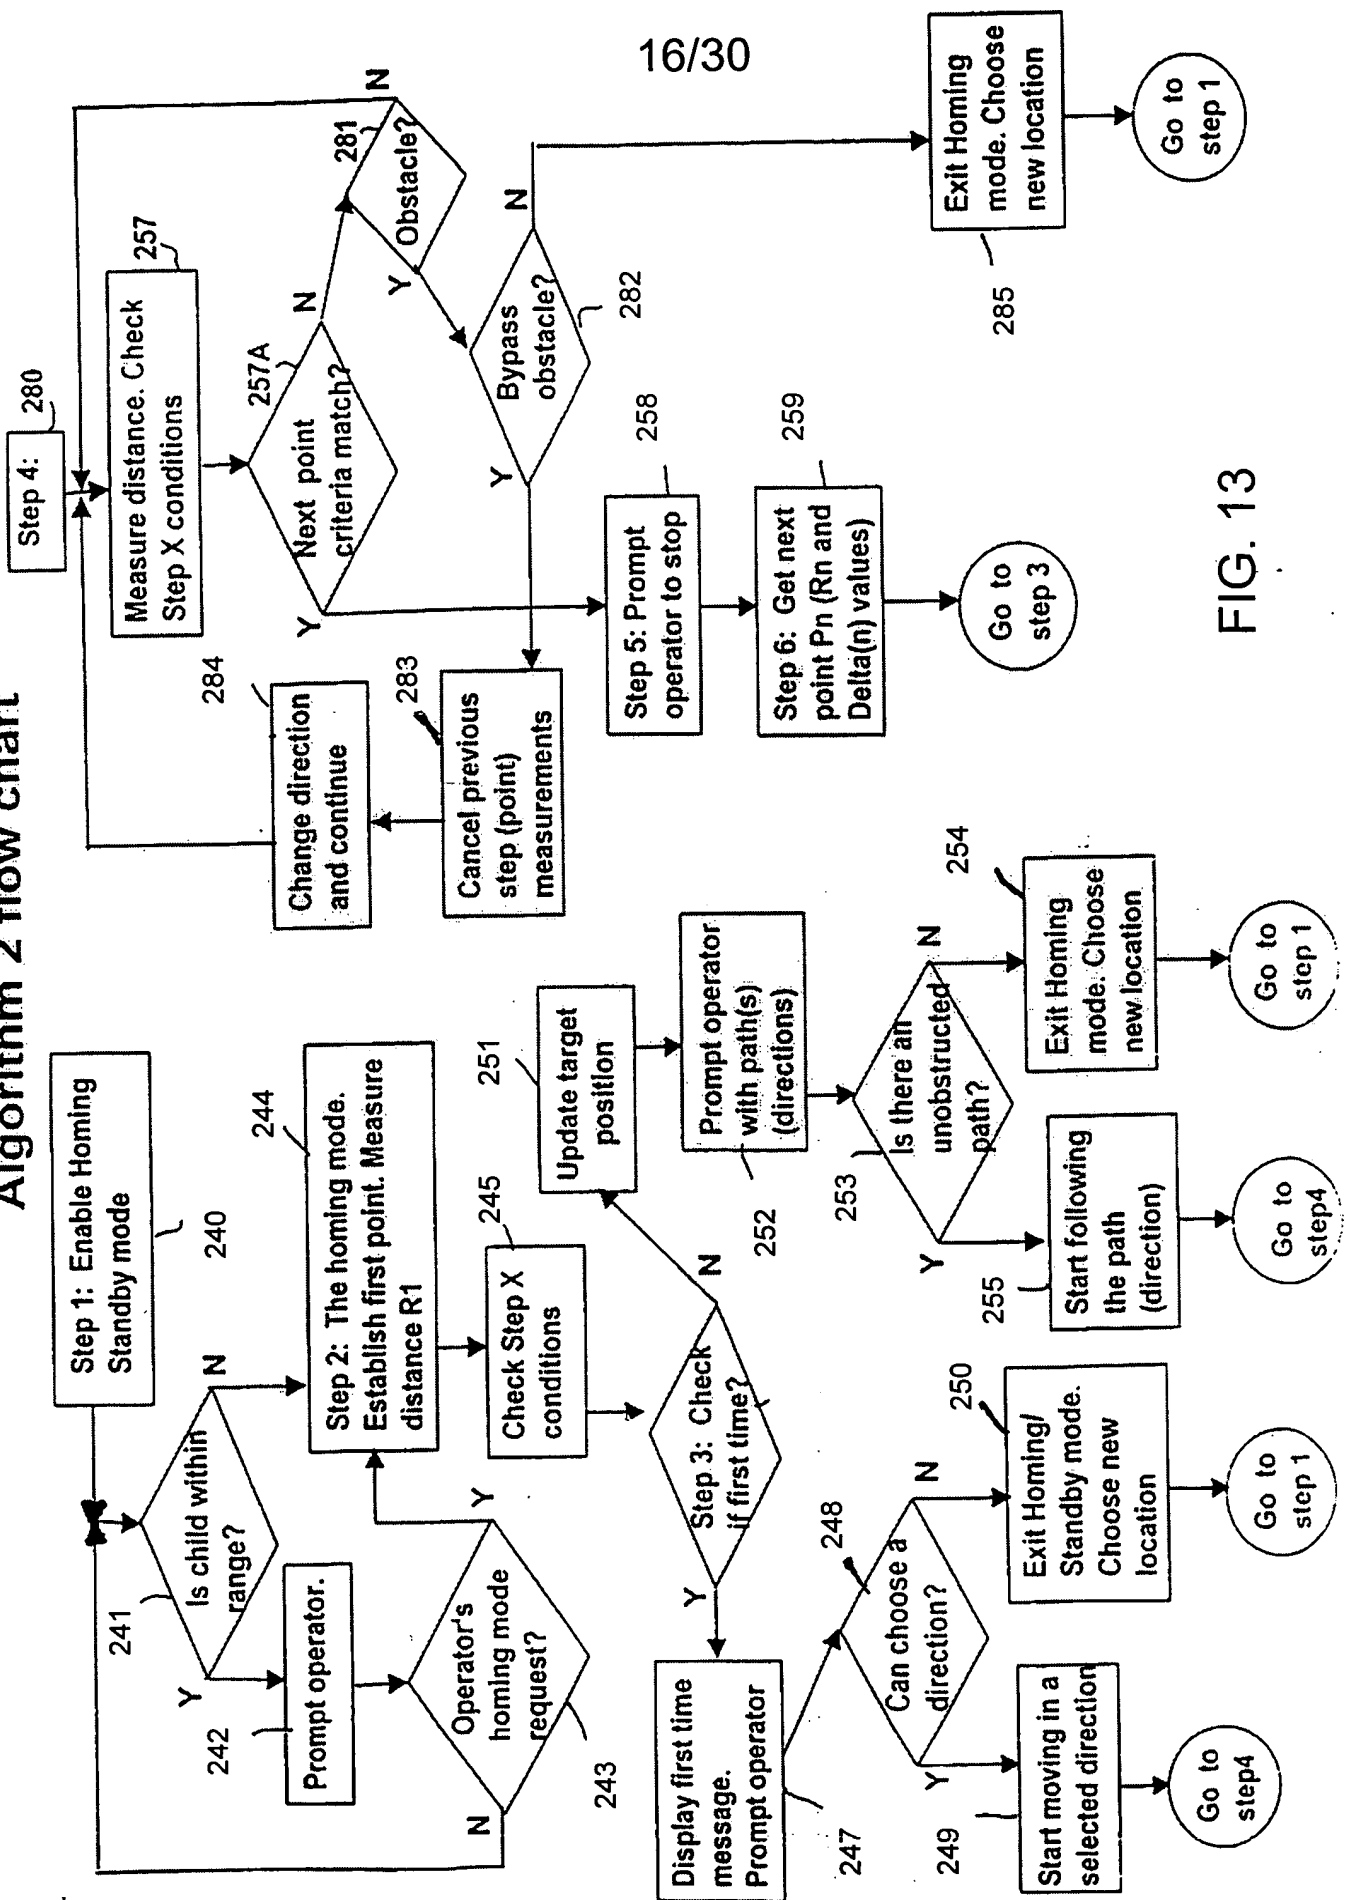 16/30
Algorithm 2 flow chart
Step 1: Enable Homing
Standby mode
240
Is child within
range?
241
Y
N
Prompt operator.
242
Operator's
homing mode
request?
243
N
Y
Step 2: The homing mode.
Establish first point. Measure
distance R1
244
Check Step X
conditions
245
Step 3: Check
if first time?
Y
N
Display first time
message.
Prompt operator
247
Can choose a
direction?
248
Y
N
Start moving in a
selected direction
249
Go to
step4
Exit Homing/
Standby mode.
Choose new
location
250
Go to
step 1
Update target
position
251
Prompt operator
with path(s)
(directions)
252
Is there an
unobstructed
path?
253
Y
N
Start following
the path
(direction)
255
Go to
step4
Exit Homing
mode. Choose
new location
254
Go to
step 1
Step 4:
280
Measure distance. Check
Step X conditions
257
Next point
criteria match?
257A
Y
N
Obstacle?
281
Y
N
Bypass
obstacle?
282
Y
N
Cancel previous
step (point)
measurements
283
Change direction
and continue
284
Step 5: Prompt
operator to stop
258
Step 6: Get next
point Pn (Rn and
Delta(n) values)
259
Go to
step 3
Exit Homing
mode. Choose
new location
285
Go to
step 1
FIG. 13